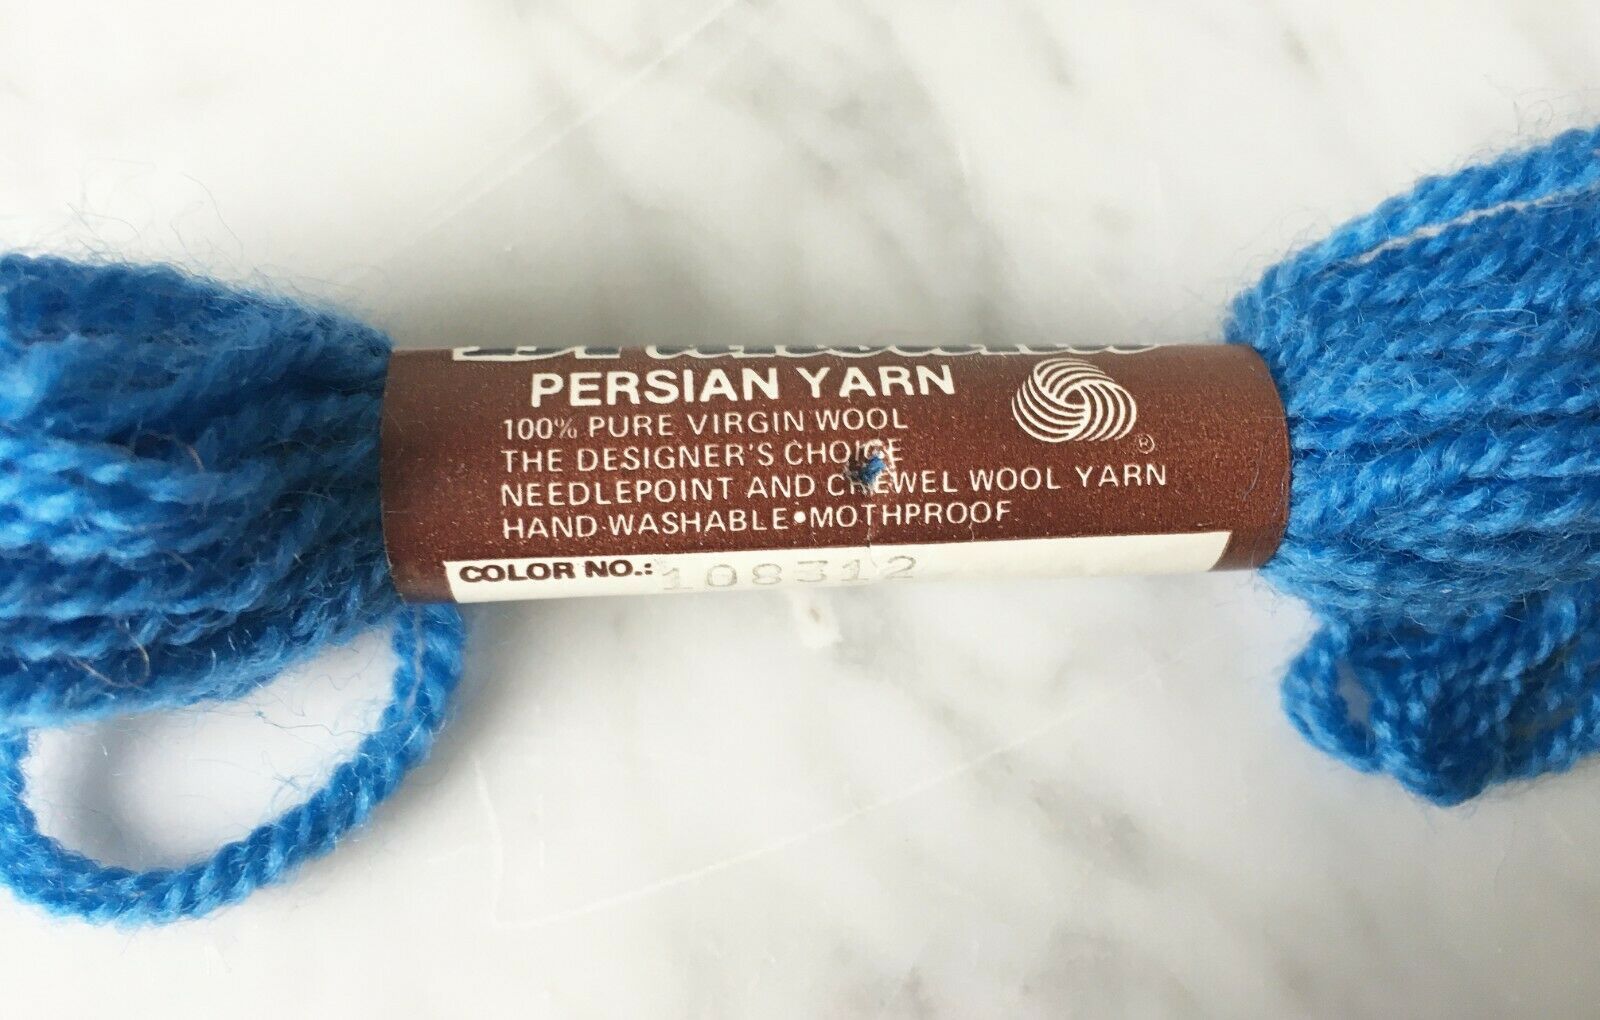 PERSIAN YARN
100% PURE VIRGIN WOOL
THE DESIGNER'S CHOICE
NEEDLEPOINT AND CREWEL WOOL YARN
HAND WASHABLE•MOTHPROOF
®
COLOR NO.: 108312